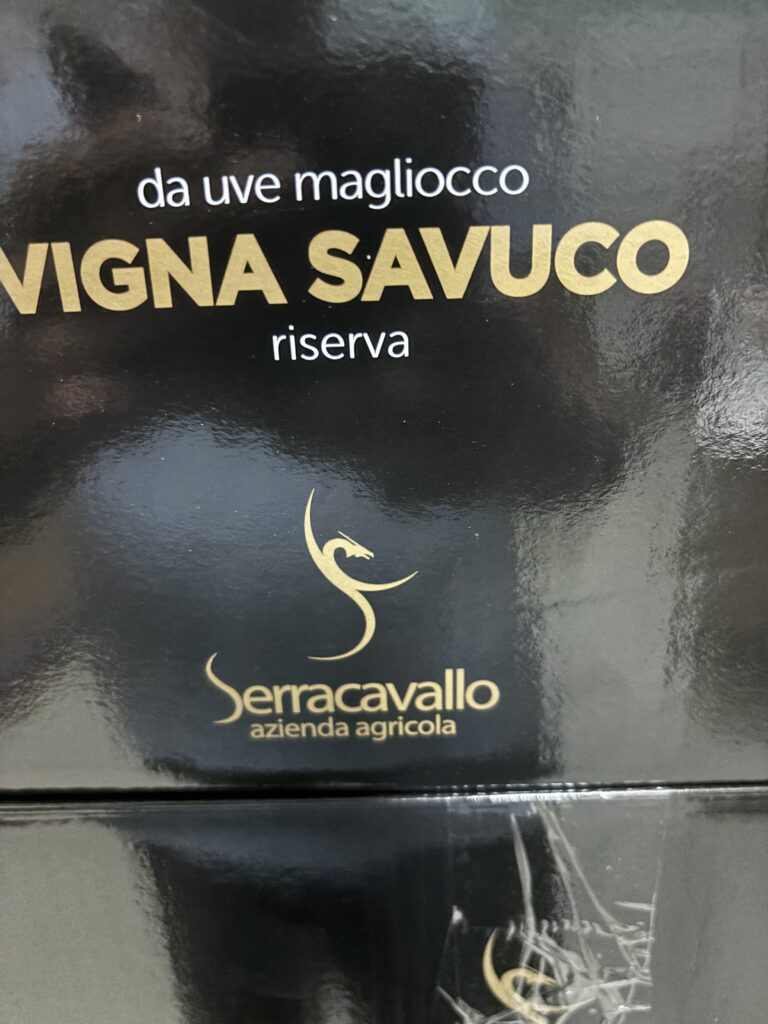 da uve magliocco
VIGNA SAVUCO
riserva
Serracavallo
azienda agricola